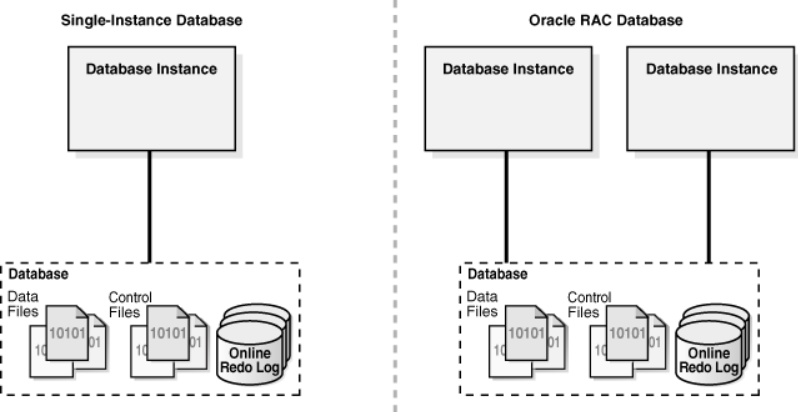 Single-Instance Database
Database Instance
Database
Data
Files
Control
Files
10101
10
01
10101
10
01
Online
Redo Log
Oracle RAC Database
Database Instance
Database Instance
Database
Data
Files
Control
Files
10101
10
01
10101
10
01
Online
Redo Log